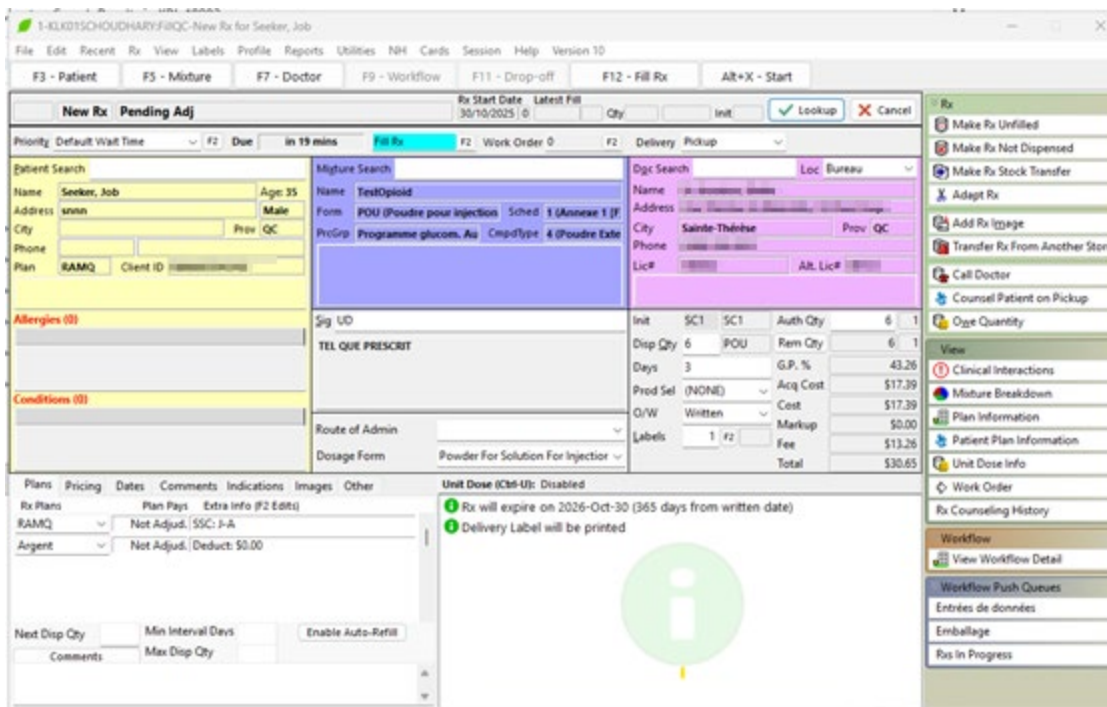 1-KLK01SCHOUDHARY:FillQC-New Rx for Seeker, Job
File Edit Recent Rx View Labels Profile Reports Utilities NH Cards Session Help Version 10
F3 - Patient F5 - Mixture F7 - Doctor F9 - Workflow F11 - Drop-off F12 - Fill Rx Alt+X - Start
New Rx Pending Adj
Rx Start Date Latest Fill
30/10/2025 0 Qty Init Lookup Cancel
Priority Default Wait Time F2 Due in 19 mins Fill Rx F2 Work Order 0 F2 Delivery Pickup
Patient Search
Name Seeker, Job Age: 35
Address snnn Male
City Prov QC
Phone
Plan RAMQ Client ID
Mixture Search
Name TestOpioid
Form POU (Poudre pour injection Sched 1 (Annexe 1 [F
PrcGrp Programme glucom. Au CmpdType 4 (Poudre Exte
Doc Search Loc Bureau
Name
Address
City Sainte-Thérèse Prov QC
Phone
Lic# Alt. Lic#
Allergies (0)
Conditions (0)
Sig UD
TEL QUE PRESCRIT
Route of Admin
Dosage Form Powder For Solution For Injection
Init SC1 SC1 Auth Qty 6 1
Disp Qty 6 POU Rem Qty 6 1
Days 3 G.P. % 43.26
Prod Sel (NONE) Acq Cost $17.39
O/W Written Cost $17.39
Markup $0.00
Labels 1 F2 Fee $13.26
Total $30.65
Plans Pricing Dates Comments Indications Images Other
Rx Plans Plan Pays Extra Info (F2 Edits)
RAMQ Not Adjud. SSC: J-A
Argent Not Adjud. Deduct: $0.00
Next Disp Qty Min Interval Days Enable Auto-Refill
Comments Max Disp Qty
Unit Dose (Ctrl-U): Disabled
Rx will expire on 2026-Oct-30 (365 days from written date)
Delivery Label will be printed
Rx
Make Rx Unfilled
Make Rx Not Dispensed
Make Rx Stock Transfer
Adapt Rx
Add Rx Image
Transfer Rx From Another Stor
Call Doctor
Counsel Patient on Pickup
Owe Quantity
View
Clinical Interactions
Mixture Breakdown
Plan Information
Patient Plan Information
Unit Dose Info
Work Order
Rx Counseling History
Workflow
View Workflow Detail
Workflow Push Queues
Entrées de données
Emballage
Rxs In Progress